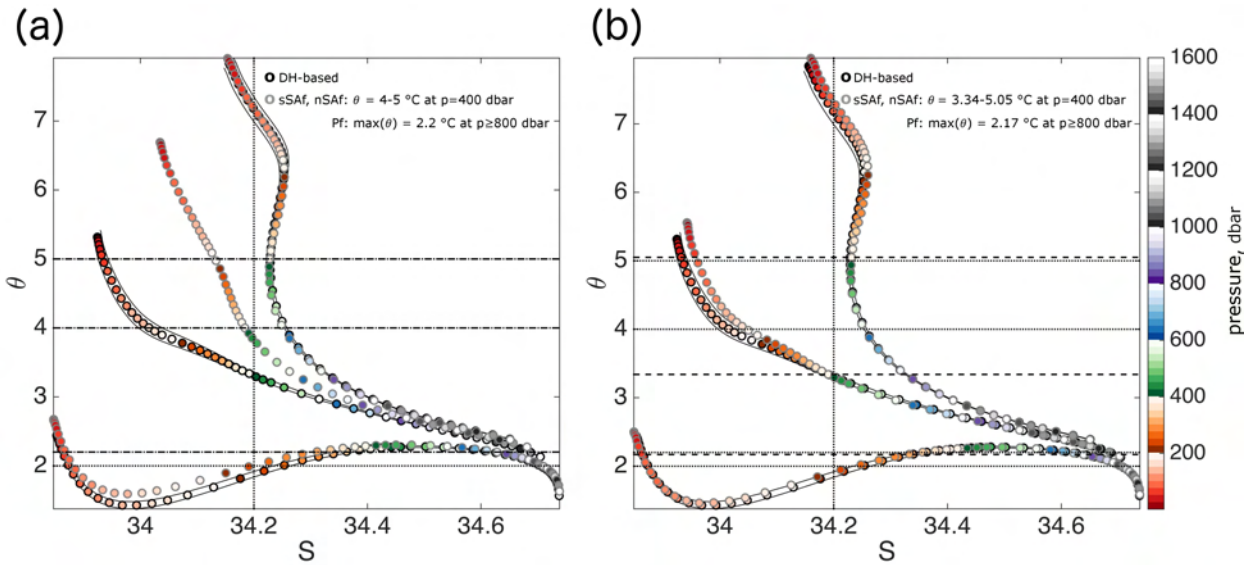 (a)
(b)
DH-based
sSAf, nSAf: θ = 4-5 °C at p=400 dbar
Pf: max(θ) = 2.2 °C at p≥800 dbar
7
6
5
4
3
2
θ
34
34.2
34.4
34.6
S
DH-based
sSAf, nSAf: θ = 3.34-5.05 °C at p=400 dbar
Pf: max(θ) = 2.17 °C at p≥800 dbar
7
6
5
4
3
2
θ
34
34.2
34.4
34.6
S
1600
1400
1200
1000
800
600
400
200
pressure, dbar